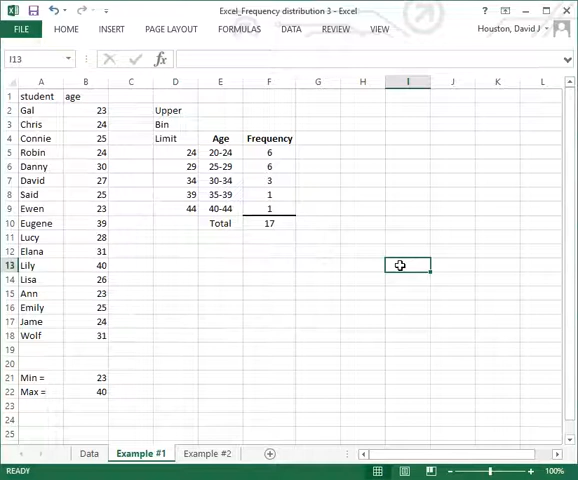 Excel_Frequency distribution 3 – Excel
?
FILE HOME INSERT PAGE LAYOUT FORMULAS DATA REVIEW VIEW Houston, David J
I13 fx
A B C D E F G H I J K L
1 student age
2 Gal 23 Upper
3 Chris 24 Bin
4 Connie 25 Limit Age Frequency
5 Robin 24 24 20-24 6
6 Danny 30 29 25-29 6
7 David 27 34 30-34 3
8 Said 25 39 35-39 1
9 Ewen 23 44 40-44 1
10 Eugene 39 Total 17
11 Lucy 28
12 Elana 31
13 Lily 40
14 Lisa 26
15 Ann 23
16 Emily 25
17 Jame 24
18 Wolf 31
19
20
21 Min = 23
22 Max = 40
23
24
25
Data Example #1 Example #2
READY 100%